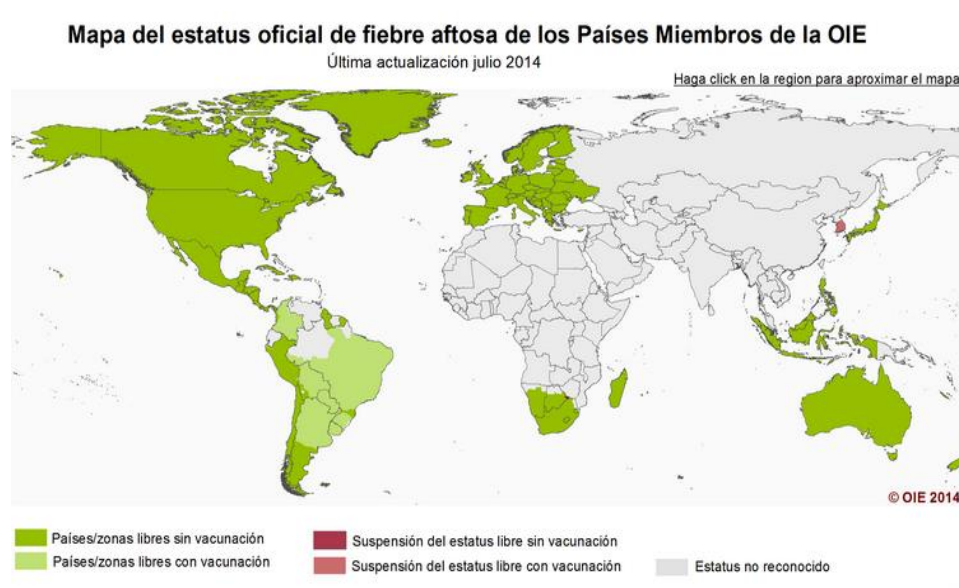 Mapa del estatus oficial de fiebre aftosa de los Países Miembros de la OIE
Última actualización julio 2014
Haga click en la region para aproximar el mapa
© OIE 2014
Países/zonas libres sin vacunación
Países/zonas libres con vacunación
Suspensión del estatus libre sin vacunación
Suspensión del estatus libre con vacunación
Estatus no reconocido